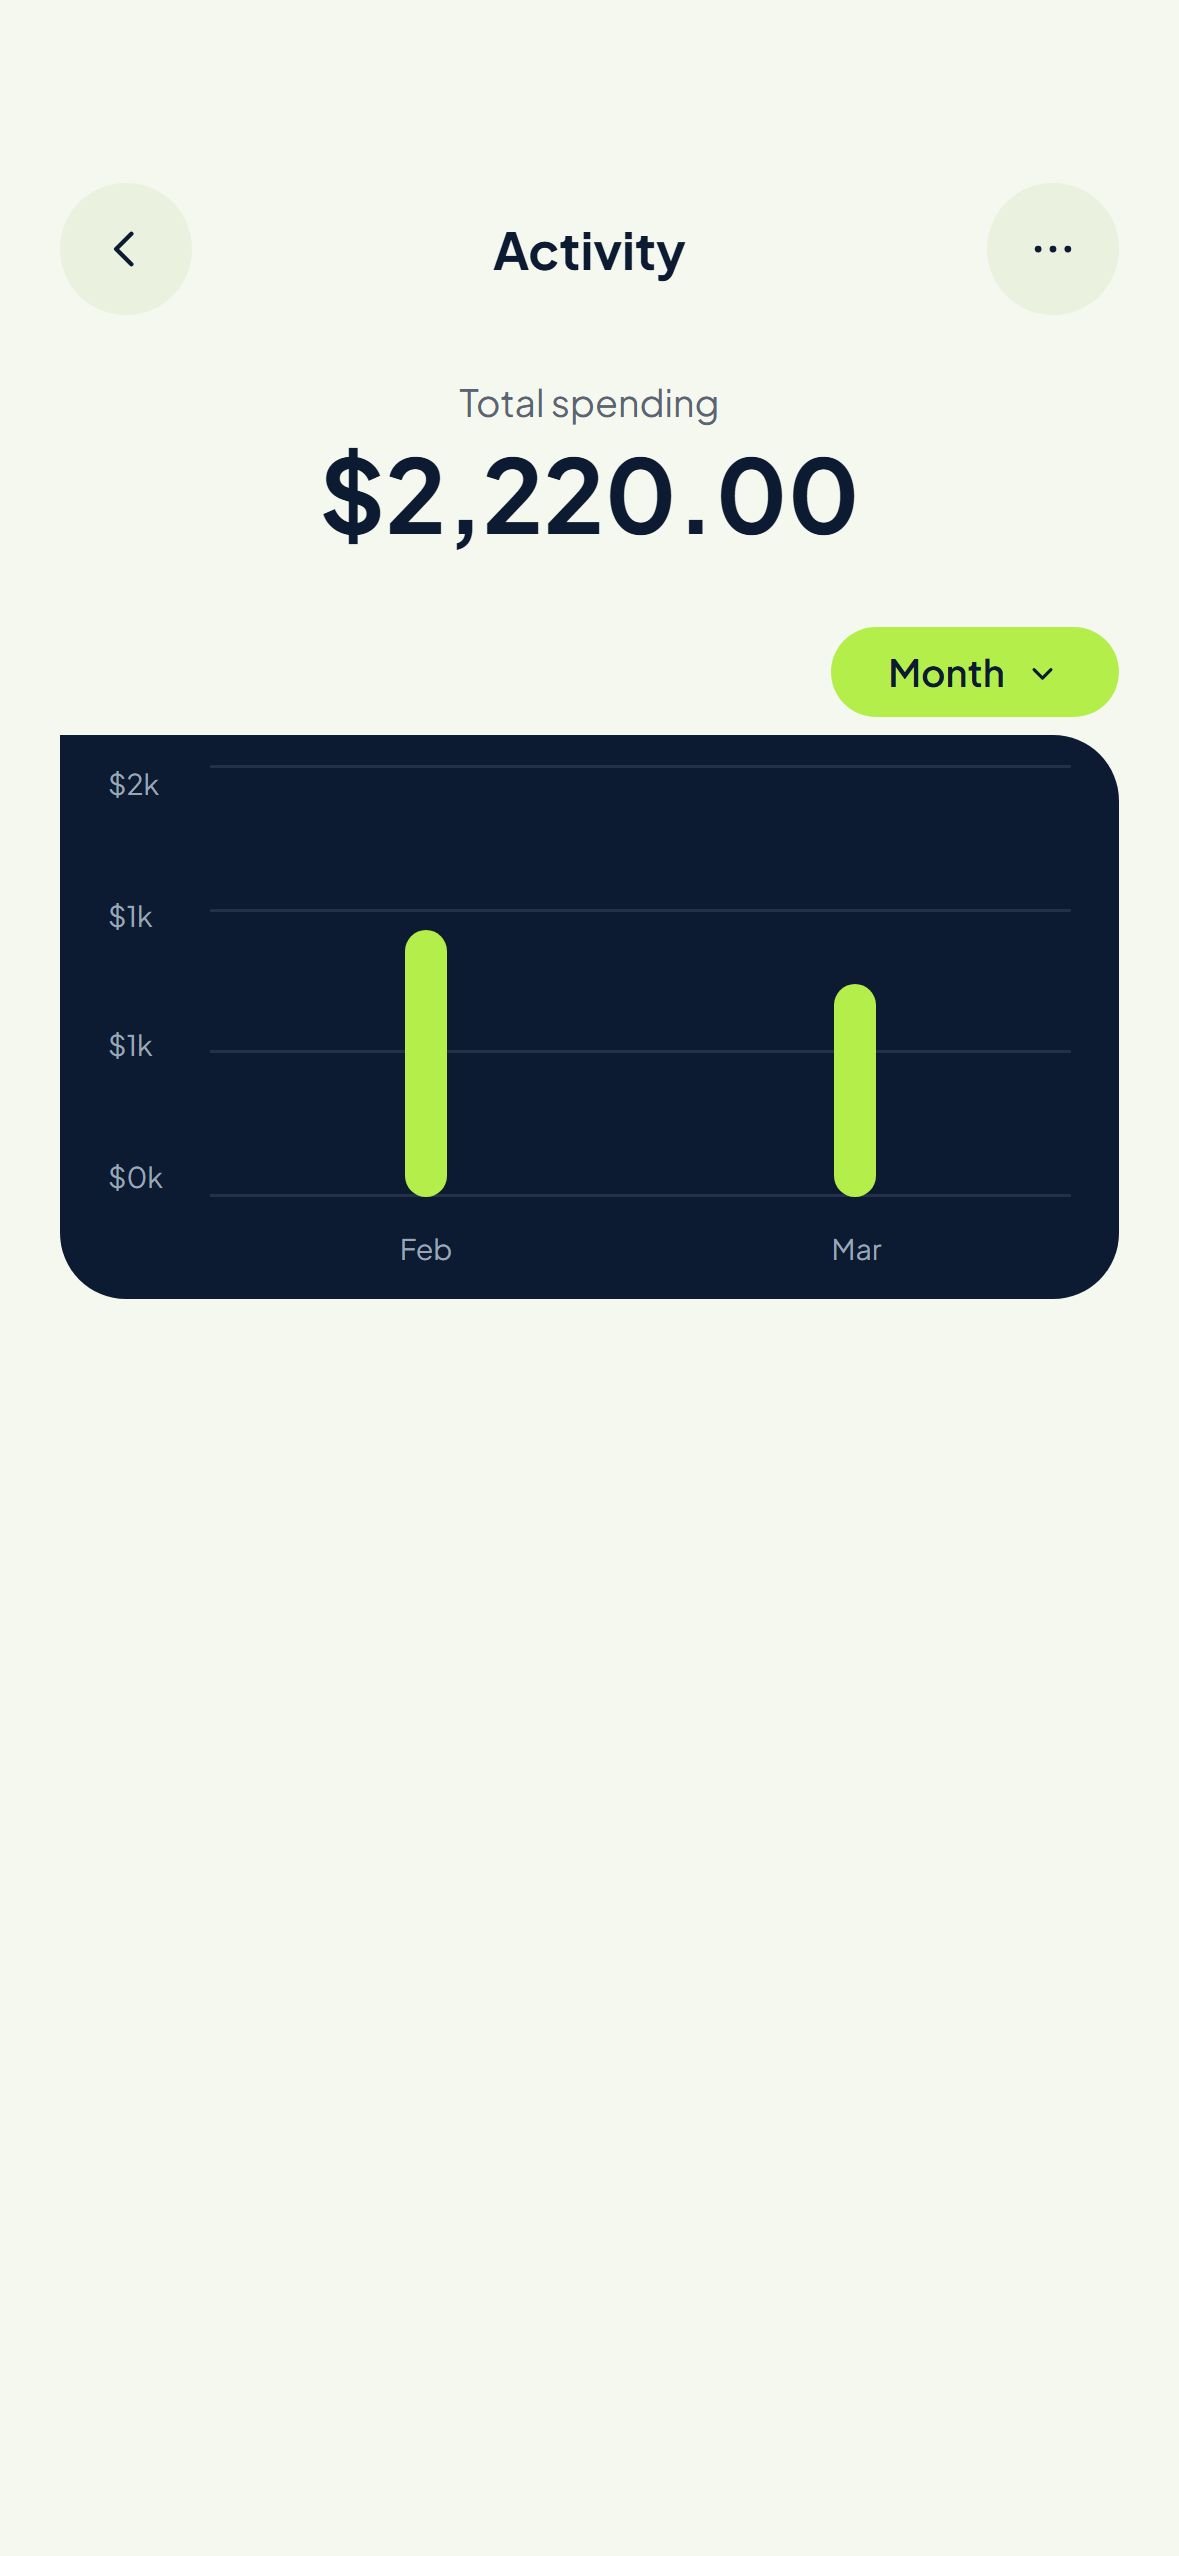 Activity
Total spending
$2,220.00
Month
$2k
$1k
$1k
$0k
Feb Mar